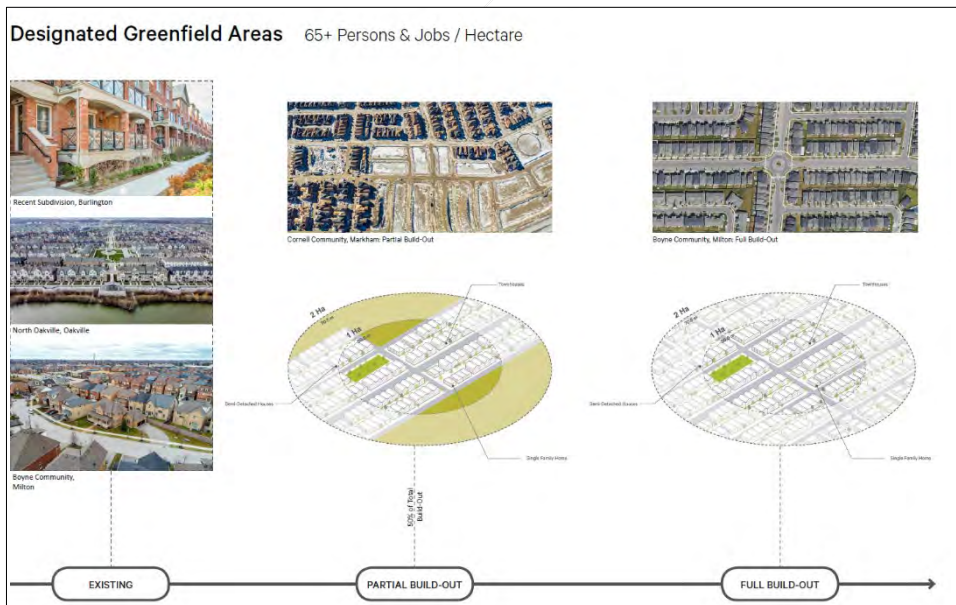 Designated Greenfield Areas 65+ Persons & Jobs / Hectare
Recent Subdivision, Burlington
North Oakville, Oakville
Boyne Community,
Milton
Cornell Community, Markham: Partial Build-Out
2 Ha
1 Ha
Townhouses
Semi-Detached Houses
Single Family Home
50% of Total
Build-Out
Boyne Community, Milton: Full Build-Out
2 Ha
1 Ha
Townhouses
Semi-Detached Houses
Single Family Home
EXISTING
PARTIAL BUILD-OUT
FULL BUILD-OUT